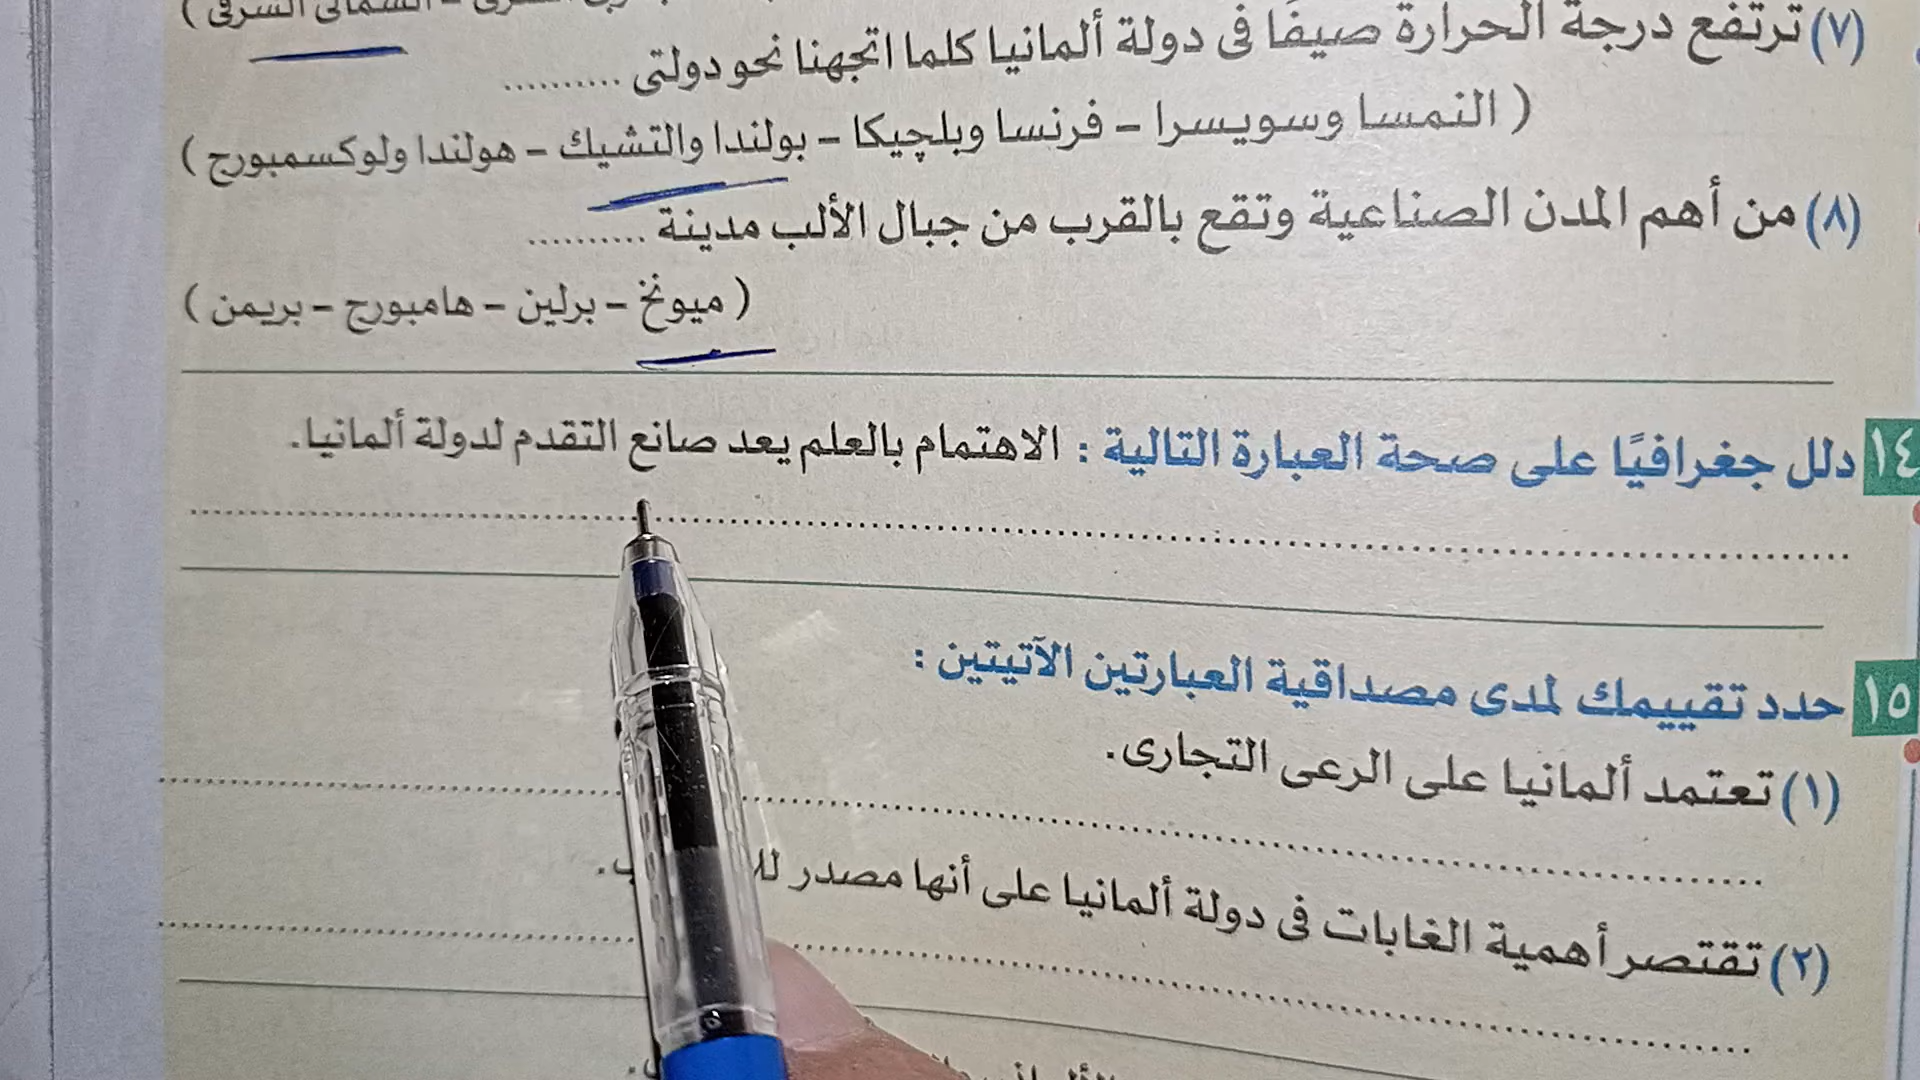 الشمالى الشرقى )
(٧) ترتفع درجة الحرارة صيفًا فى دولة ألمانيا كلما اتجهنا نحو دولتى ..........
( النمسا وسويسرا – فرنسا وبلچيكا – بولندا والتشيك – هولندا ولوكسمبورج )
(٨) من أهم المدن الصناعية وتقع بالقرب من جبال الألب مدينة ..........
( ميونخ – برلين – هامبورج – بريمن )
١٤ دلل جغرافيًا على صحة العبارة التالية : الاهتمام بالعلم يعد صانع التقدم لدولة ألمانيا.
١٥ حدد تقييمك لمدى مصداقية العبارتين الآتيتين :
(١) تعتمد ألمانيا على الرعى التجارى.
(٢) تقتصر أهمية الغابات فى دولة ألمانيا على أنها مصدر